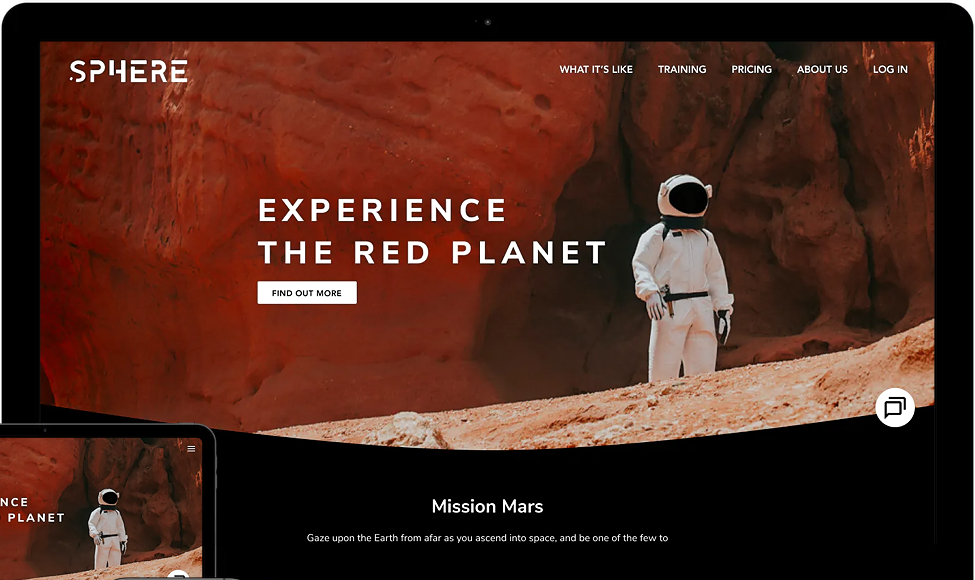 SPHERE
WHAT IT'S LIKE TRAINING PRICING ABOUT US LOG IN
EXPERIENCE
THE RED PLANET
FIND OUT MORE
Mission Mars
Gaze upon the Earth from afar as you ascend into space, and be one of the few to
NCE
PLANET